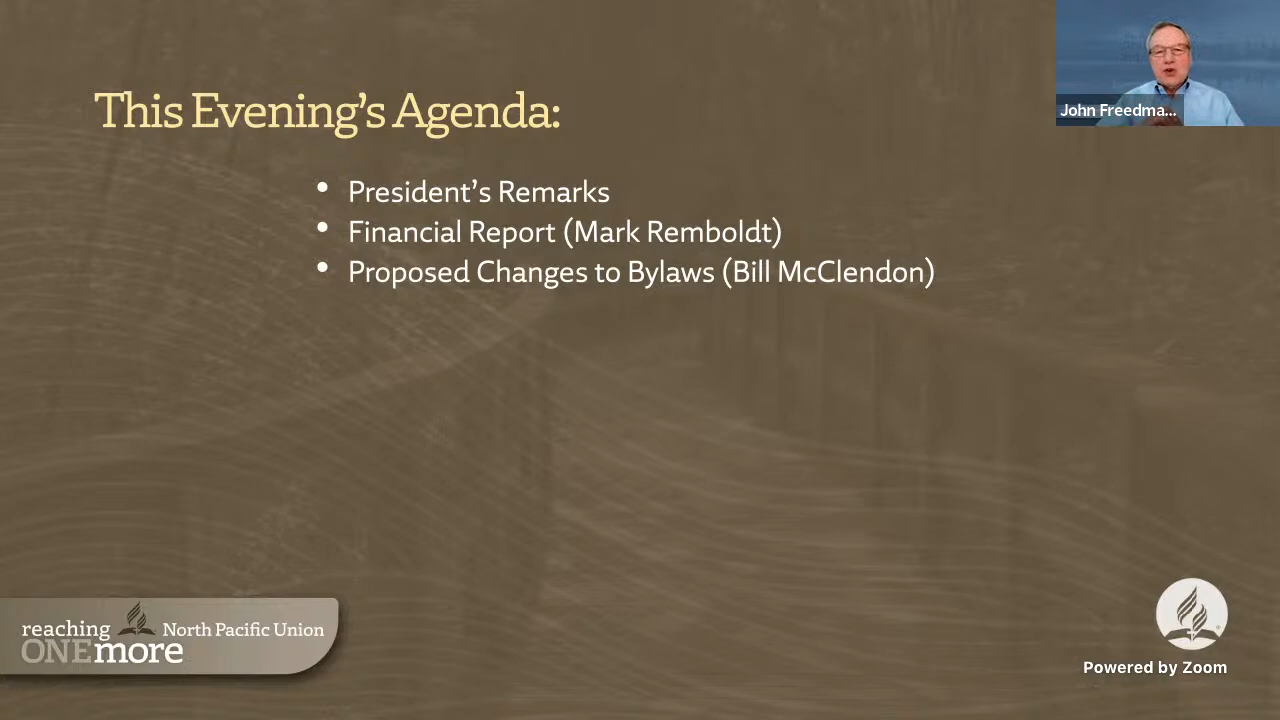 This Evening's Agenda:
John Freedma...
• President's Remarks
• Financial Report (Mark Remboldt)
• Proposed Changes to Bylaws (Bill McClendon)
reaching
ONEmore
North Pacific Union
Powered by Zoom